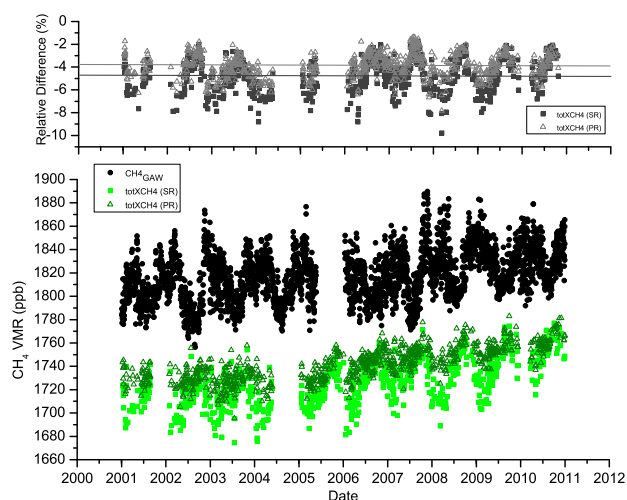 Relative Difference (%)
0
-2
-4
-6
-8
-10
totXCH4 (SR)
totXCH4 (PR)
CH4 VMR (ppb)
1900
1880
1860
1840
1820
1800
1780
1760
1740
1720
1700
1680
1660
CH4GAW
totXCH4 (SR)
totXCH4 (PR)
2000 2001 2002 2003 2004 2005 2006 2007 2008 2009 2010 2011 2012
Date